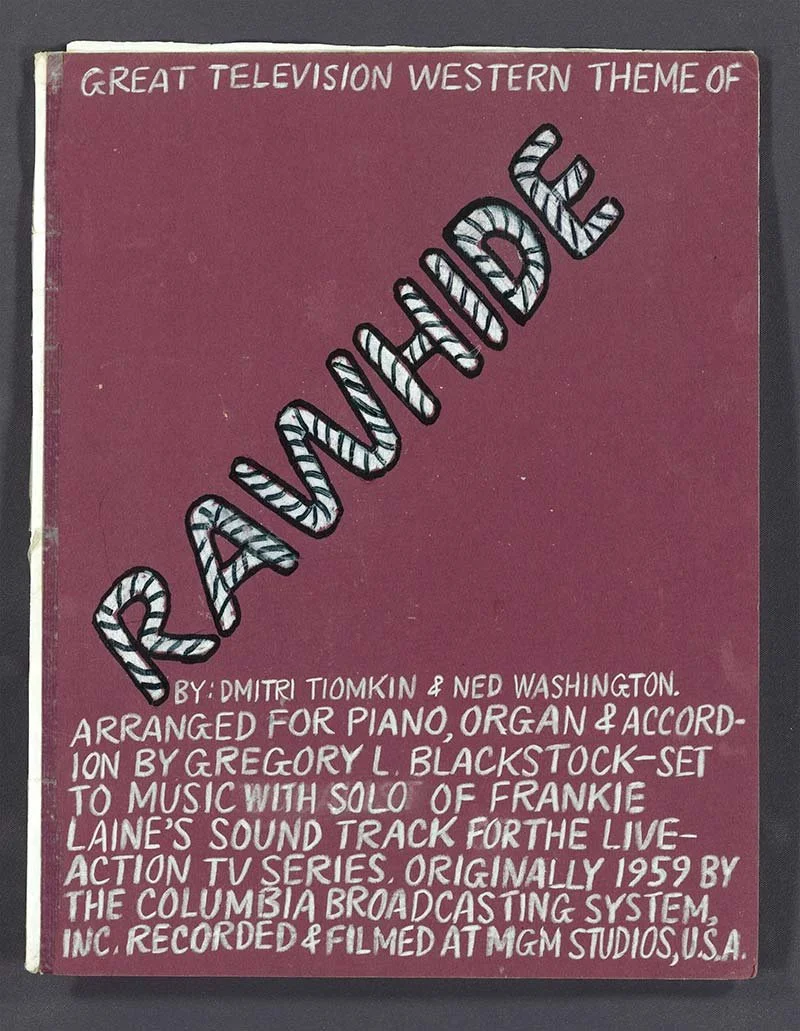 GREAT TELEVISION WESTERN THEME OF
RAWHIDE
BY: DMITRI TIOMKIN & NED WASHINGTON.
ARRANGED FOR PIANO, ORGAN & ACCORD-
ION BY GREGORY L. BLACKSTOCK-SET
TO MUSIC WITH SOLO OF FRANKIE
LAINE'S SOUND TRACK FOR THE LIVE-
ACTION TV SERIES. ORIGINALLY 1959 BY
THE COLUMBIA BROADCASTING SYSTEM,
INC. RECORDED & FILMED AT MGM STUDIOS, U.S.A.